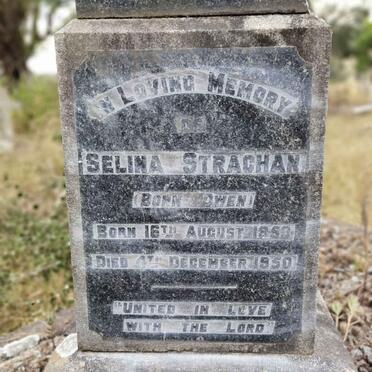 IN LOVING MEMORY
OF
SELINA STRACHAN
(BORN OWEN)
BORN 16TH AUGUST
DIED 4TH DECEMBER 1950
"UNITED IN LOVE
WITH THE LORD"